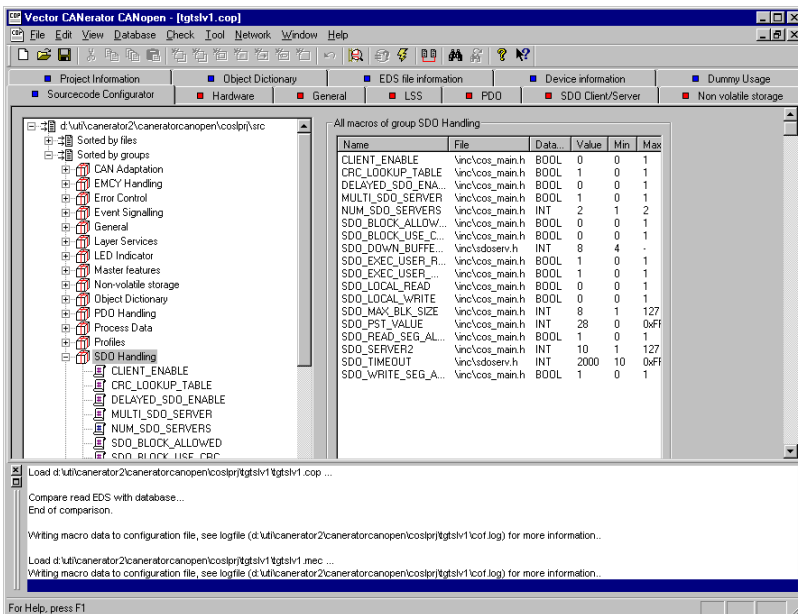 Vector CANerator CANopen - [tgtslv1.cop]
File Edit View Database Check Tool Network Window Help
Project Information Object Dictionary EDS file information Device information Dummy Usage
Sourcecode Configurator Hardware General LSS PDO SDO Client/Server Non volatile storage
d:\uti\canerator2\caneratorcanopen\coslprj\src
Sorted by files
Sorted by groups
CAN Adaptation
EMCY Handling
Error Control
Event Signalling
General
Layer Services
LED Indicator
Master features
Non-volatile storage
Object Dictionary
PDO Handling
Process Data
Profiles
SDO Handling
CLIENT_ENABLE
CRC_LOOKUP_TABLE
DELAYED_SDO_ENABLE
MULTI_SDO_SERVER
NUM_SDO_SERVERS
SDO_BLOCK_ALLOWED
SDO_BLOCK_USE_CRC
All macros of group SDO Handling
Name File Data... Value Min Max
CLIENT_ENABLE \inc\cos_main.h BOOL 0 0 1
CRC_LOOKUP_TABLE \inc\cos_main.h BOOL 1 0 1
DELAYED_SDO_ENA... \inc\cos_main.h BOOL 0 0 1
MULTI_SDO_SERVER \inc\cos_main.h BOOL 1 0 1
NUM_SDO_SERVERS \inc\cos_main.h INT 2 1 2
SDO_BLOCK_ALLOW... \inc\cos_main.h BOOL 0 0 1
SDO_BLOCK_USE_C... \inc\cos_main.h BOOL 0 0 1
SDO_DOWN_BUFFE... \inc\sdoserv.h INT 8 4 -
SDO_EXEC_USER_R... \inc\cos_main.h BOOL 1 0 1
SDO_EXEC_USER_... \inc\cos_main.h BOOL 1 0 1
SDO_LOCAL_READ \inc\cos_main.h BOOL 0 0 1
SDO_LOCAL_WRITE \inc\cos_main.h BOOL 0 0 1
SDO_MAX_BLK_SIZE \inc\cos_main.h INT 8 1 127
SDO_PST_VALUE \inc\cos_main.h INT 28 0 0xFF
SDO_READ_SEG_AL... \inc\cos_main.h BOOL 1 0 1
SDO_SERVER2 \inc\cos_main.h INT 10 1 127
SDO_TIMEOUT \inc\sdoserv.h INT 2000 10 0xFF
SDO_WRITE_SEG_A... \inc\cos_main.h BOOL 1 0 1
Load d:\uti\canerator2\caneratorcanopen\coslprj\tgtslv1\tgtslv1.cop ...
Compare read EDS with database...
End of comparison.
Writing macro data to configuration file, see logfile (d:\uti\canerator2\caneratorcanopen\coslprj\tgtslv1\cof.log) for more information..
Load d:\uti\canerator2\caneratorcanopen\coslprj\tgtslv1\tgtslv1.mec ...
Writing macro data to configuration file, see logfile (d:\uti\canerator2\caneratorcanopen\coslprj\tgtslv1\cof.log) for more information..
For Help, press F1